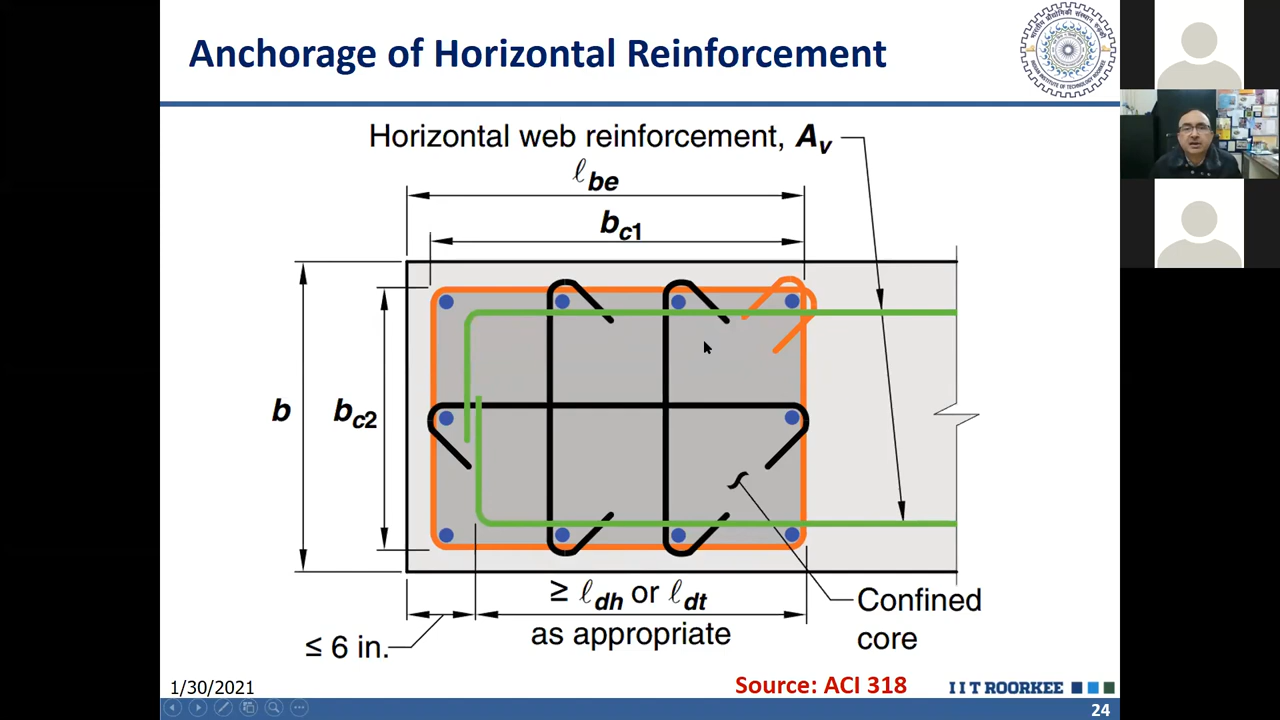 Anchorage of Horizontal Reinforcement
Horizontal web reinforcement, Av
ℓbe
bc1
b
bc2
≥ ℓdh or ℓdt
as appropriate
≤ 6 in.
Confined
core
1/30/2021
Source: ACI 318
I I T ROORKEE
24